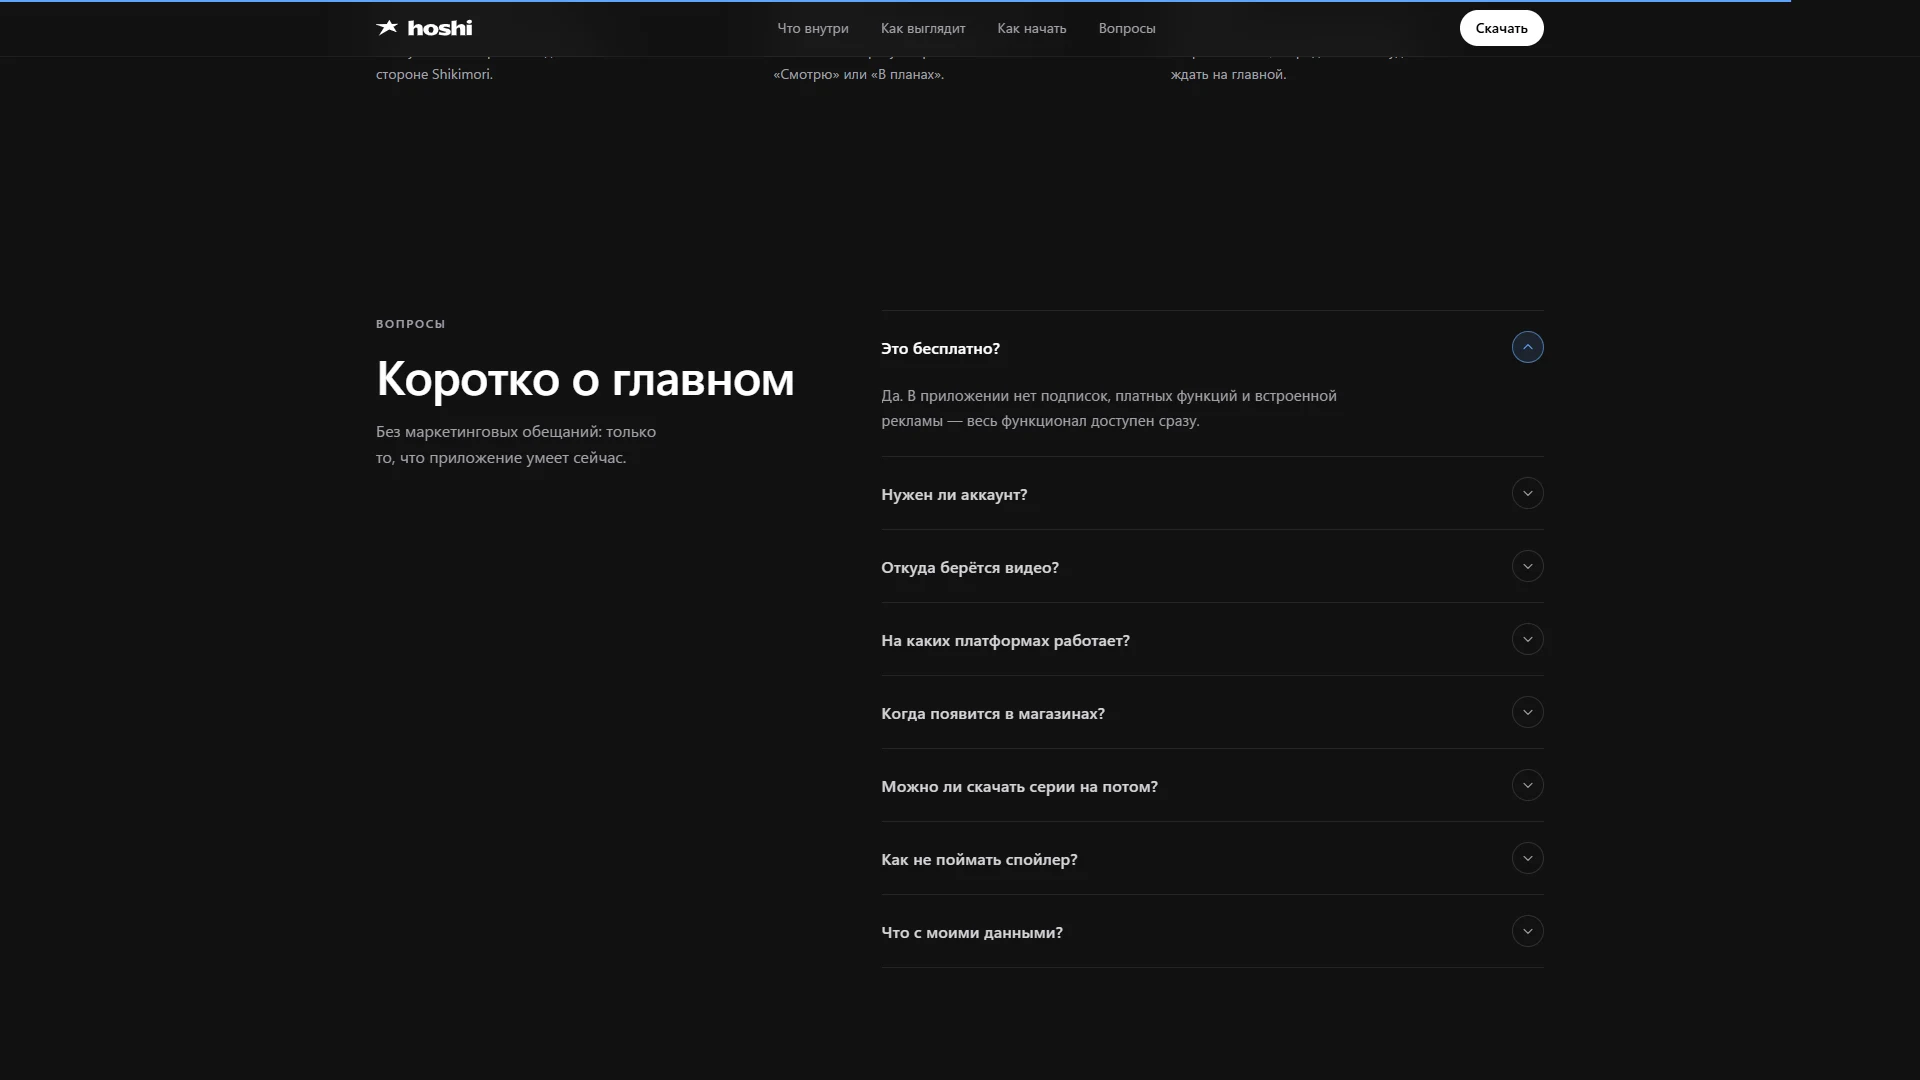 hoshi
Что внутри
Как выглядит
Как начать
Вопросы
Скачать
стороне Shikimori.
«Смотрю» или «В планах».
ждать на главной.
ВОПРОСЫ
Коротко о главном
Без маркетинговых обещаний: только
то, что приложение умеет сейчас.
Это бесплатно?
Да. В приложении нет подписок, платных функций и встроенной
рекламы — весь функционал доступен сразу.
Нужен ли аккаунт?
Откуда берётся видео?
На каких платформах работает?
Когда появится в магазинах?
Можно ли скачать серии на потом?
Как не поймать спойлер?
Что с моими данными?